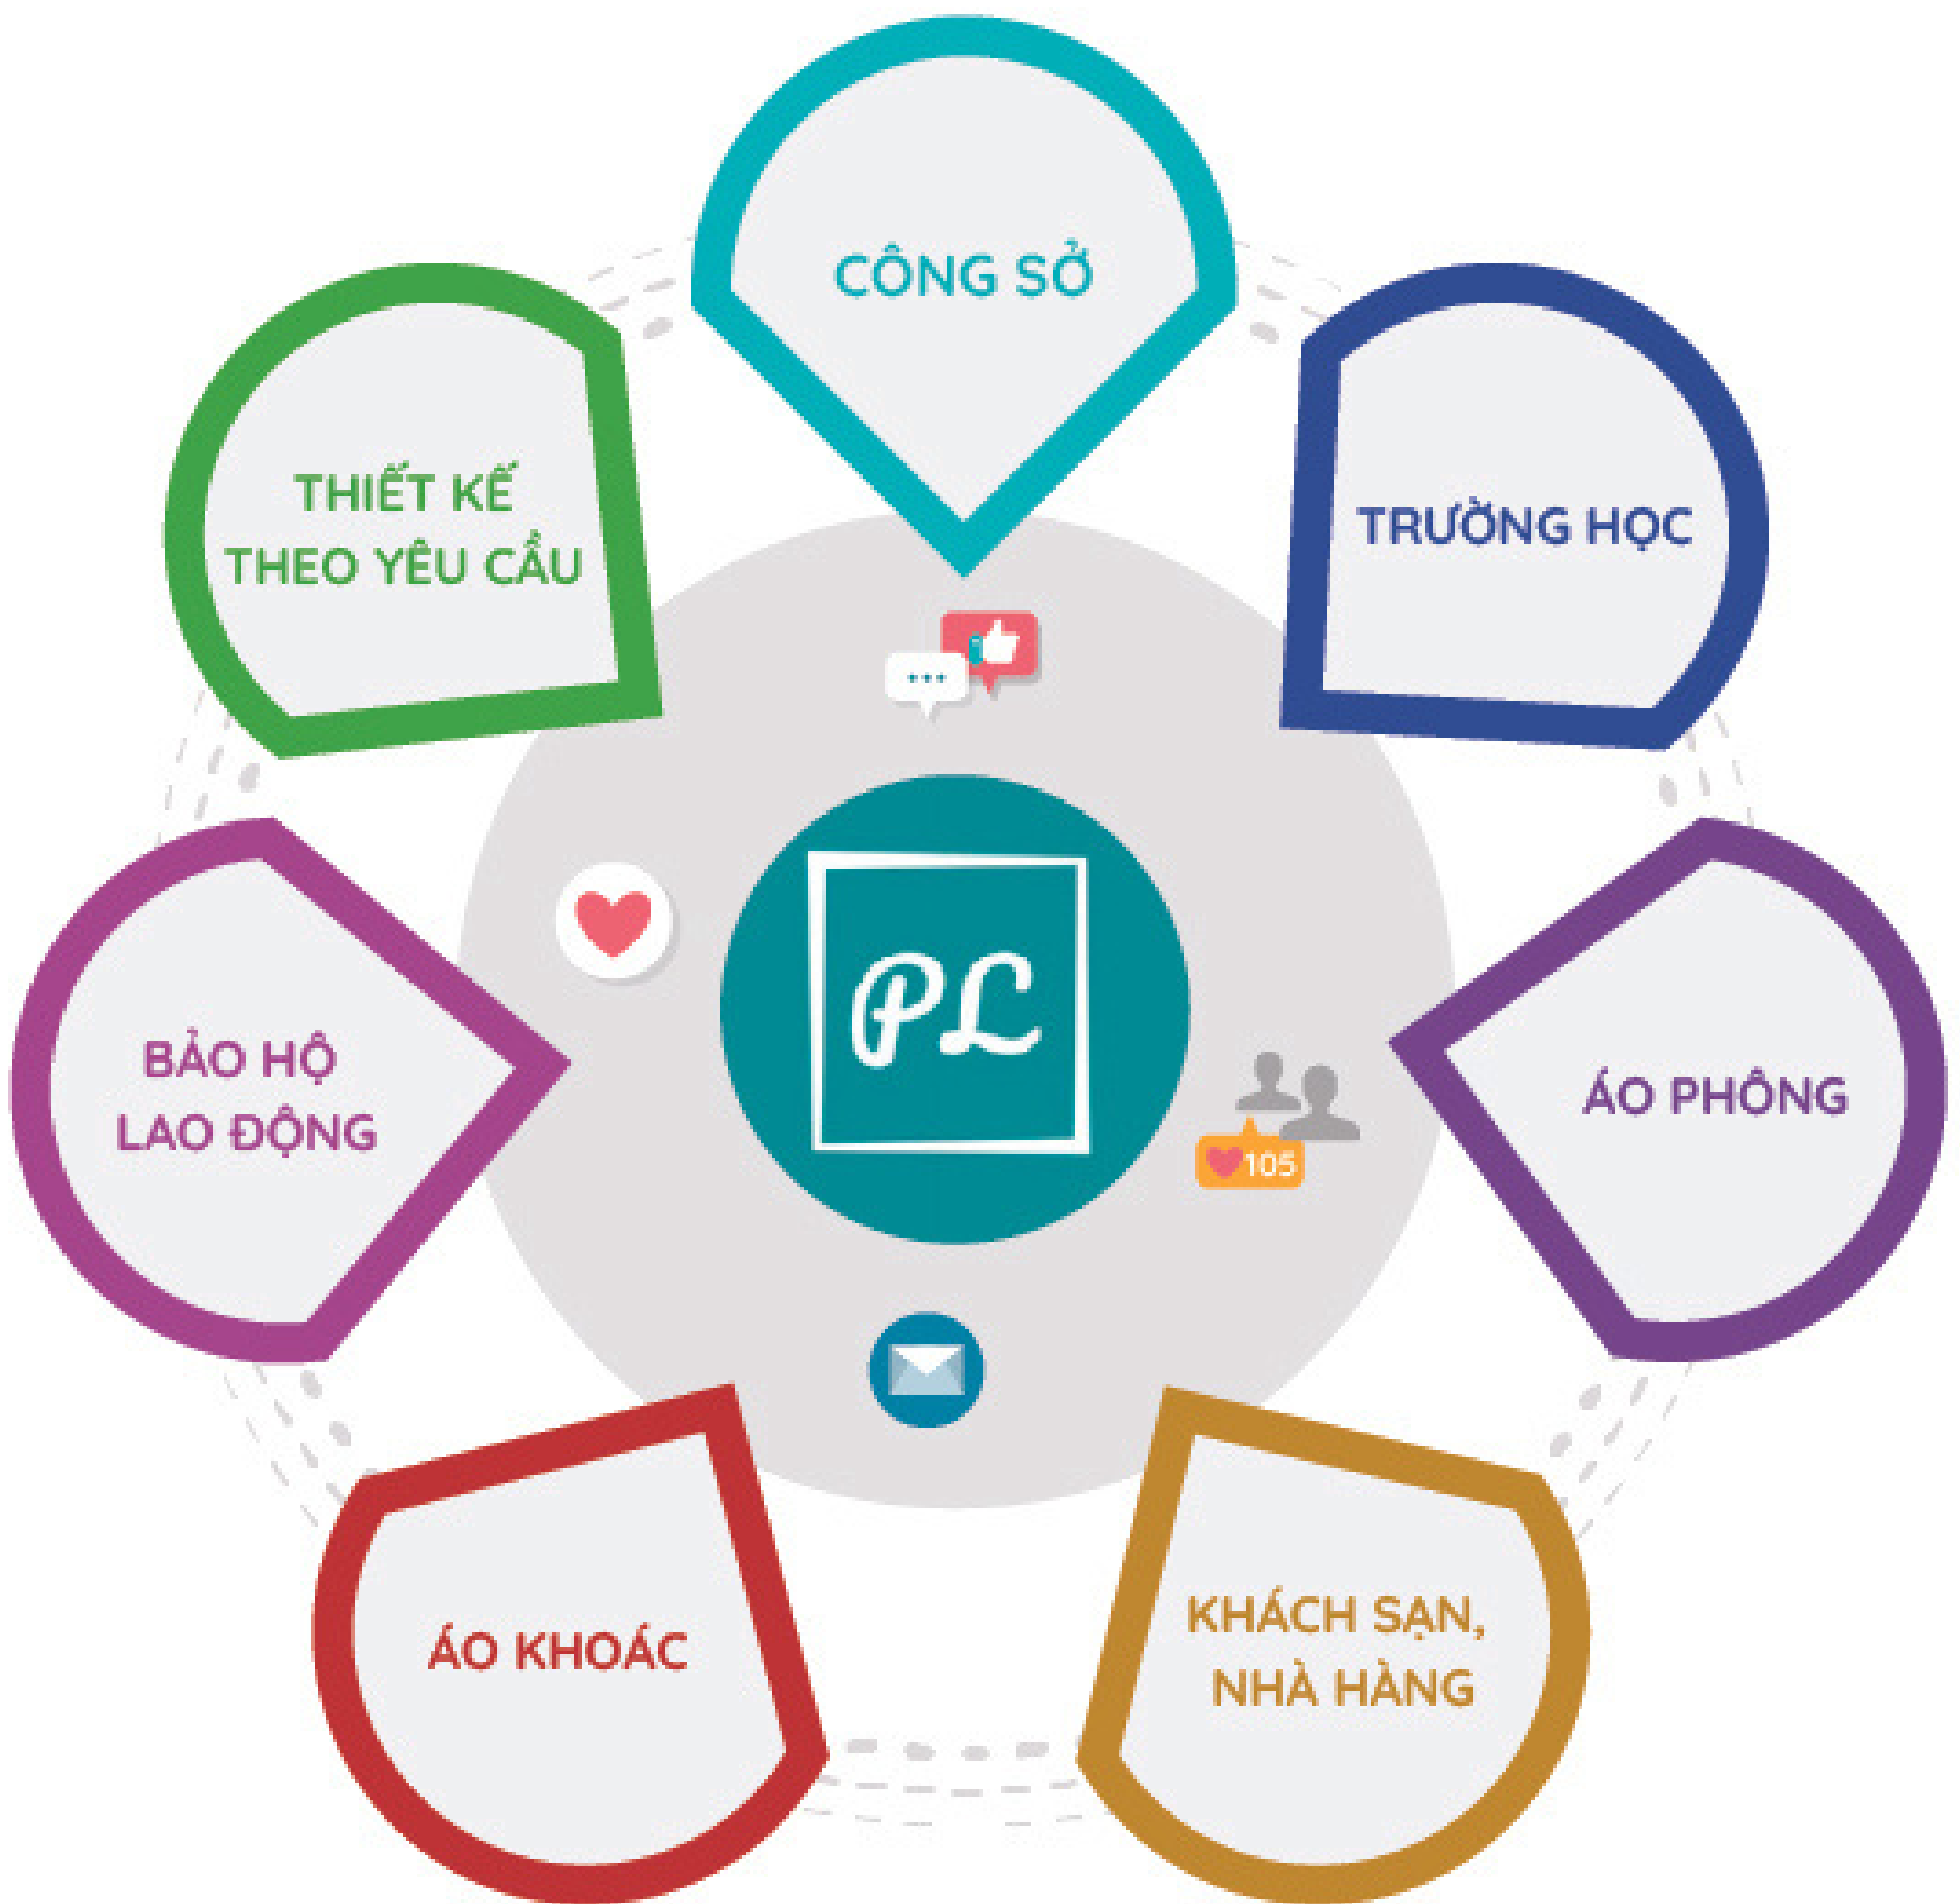 CÔNG SỞ
TRƯỜNG HỌC
ÁO PHÔNG
KHÁCH SẠN,
NHÀ HÀNG
ÁO KHOÁC
BẢO HỘ
LAO ĐỘNG
THIẾT KẾ
THEO YÊU CẦU
PL
105